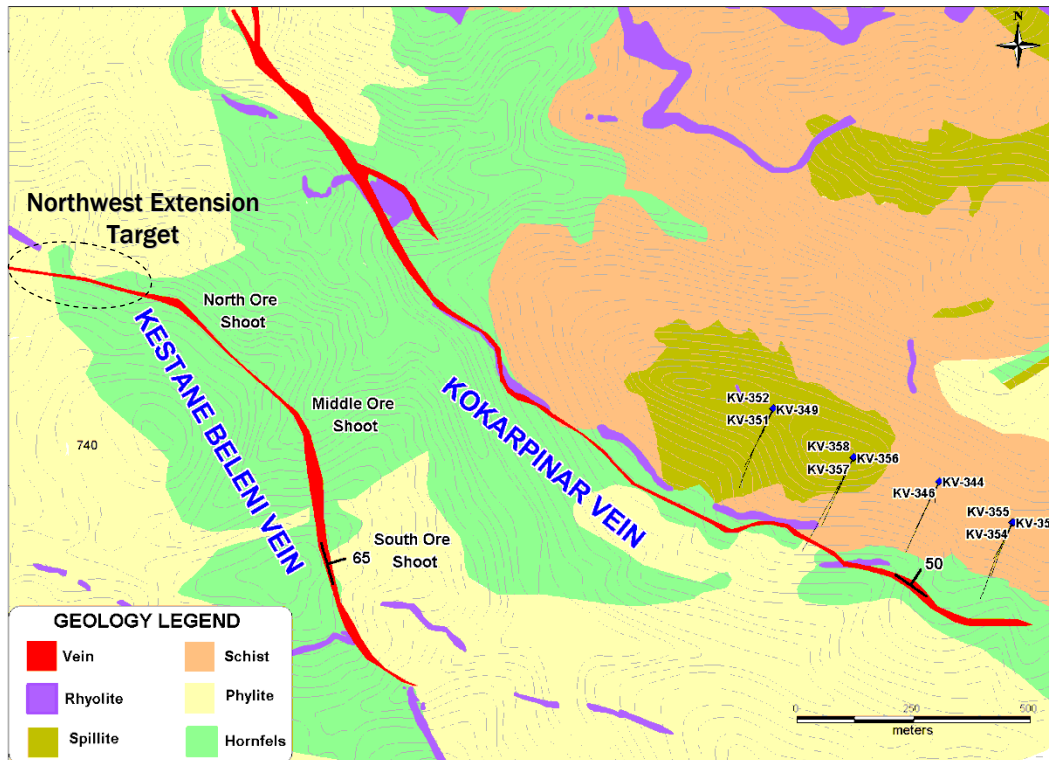 N
Northwest Extension
Target
North Ore
Shoot
KESTANE BELENI VEIN
Middle Ore
Shoot
KOKARPINAR VEIN
740
South Ore
Shoot
65
KV-352
KV-349
KV-351
KV-358
KV-356
KV-357
KV-344
KV-346
KV-355
KV-35
KV-354
50
GEOLOGY LEGEND
Vein
Schist
Rhyolite
Phylite
Spillite
Hornfels
0
250
500
meters